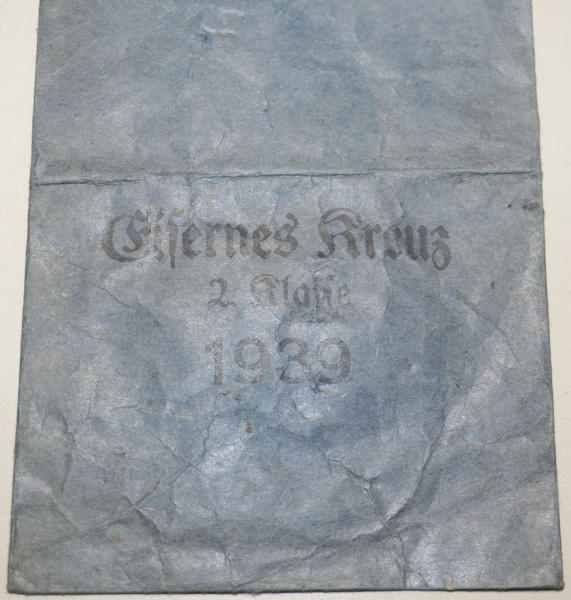 Eisernes Kreuz
2. Klasse
1939